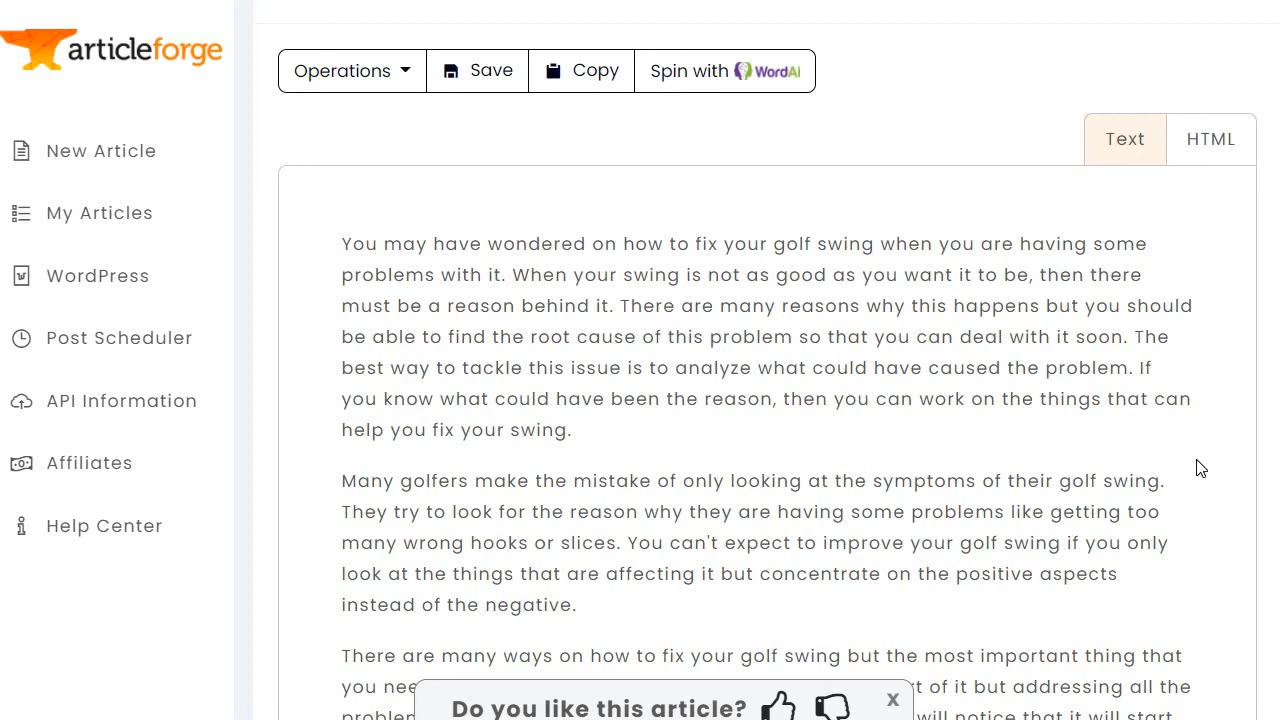 articleforge
Operations Save Copy Spin with WordAi
Text HTML
New Article
My Articles
WordPress
Post Scheduler
API Information
Affiliates
Help Center
You may have wondered on how to fix your golf swing when you are having some
problems with it. When your swing is not as good as you want it to be, then there
must be a reason behind it. There are many reasons why this happens but you should
be able to find the root cause of this problem so that you can deal with it soon. The
best way to tackle this issue is to analyze what could have caused the problem. If
you know what could have been the reason, then you can work on the things that can
help you fix your swing.
Many golfers make the mistake of only looking at the symptoms of their golf swing.
They try to look for the reason why they are having some problems like getting too
many wrong hooks or slices. You can't expect to improve your golf swing if you only
look at the things that are affecting it but concentrate on the positive aspects
instead of the negative.
There are many ways on how to fix your golf swing but the most important thing that
you of it but addressing all the
will notice that it will start
Do you like this article? x